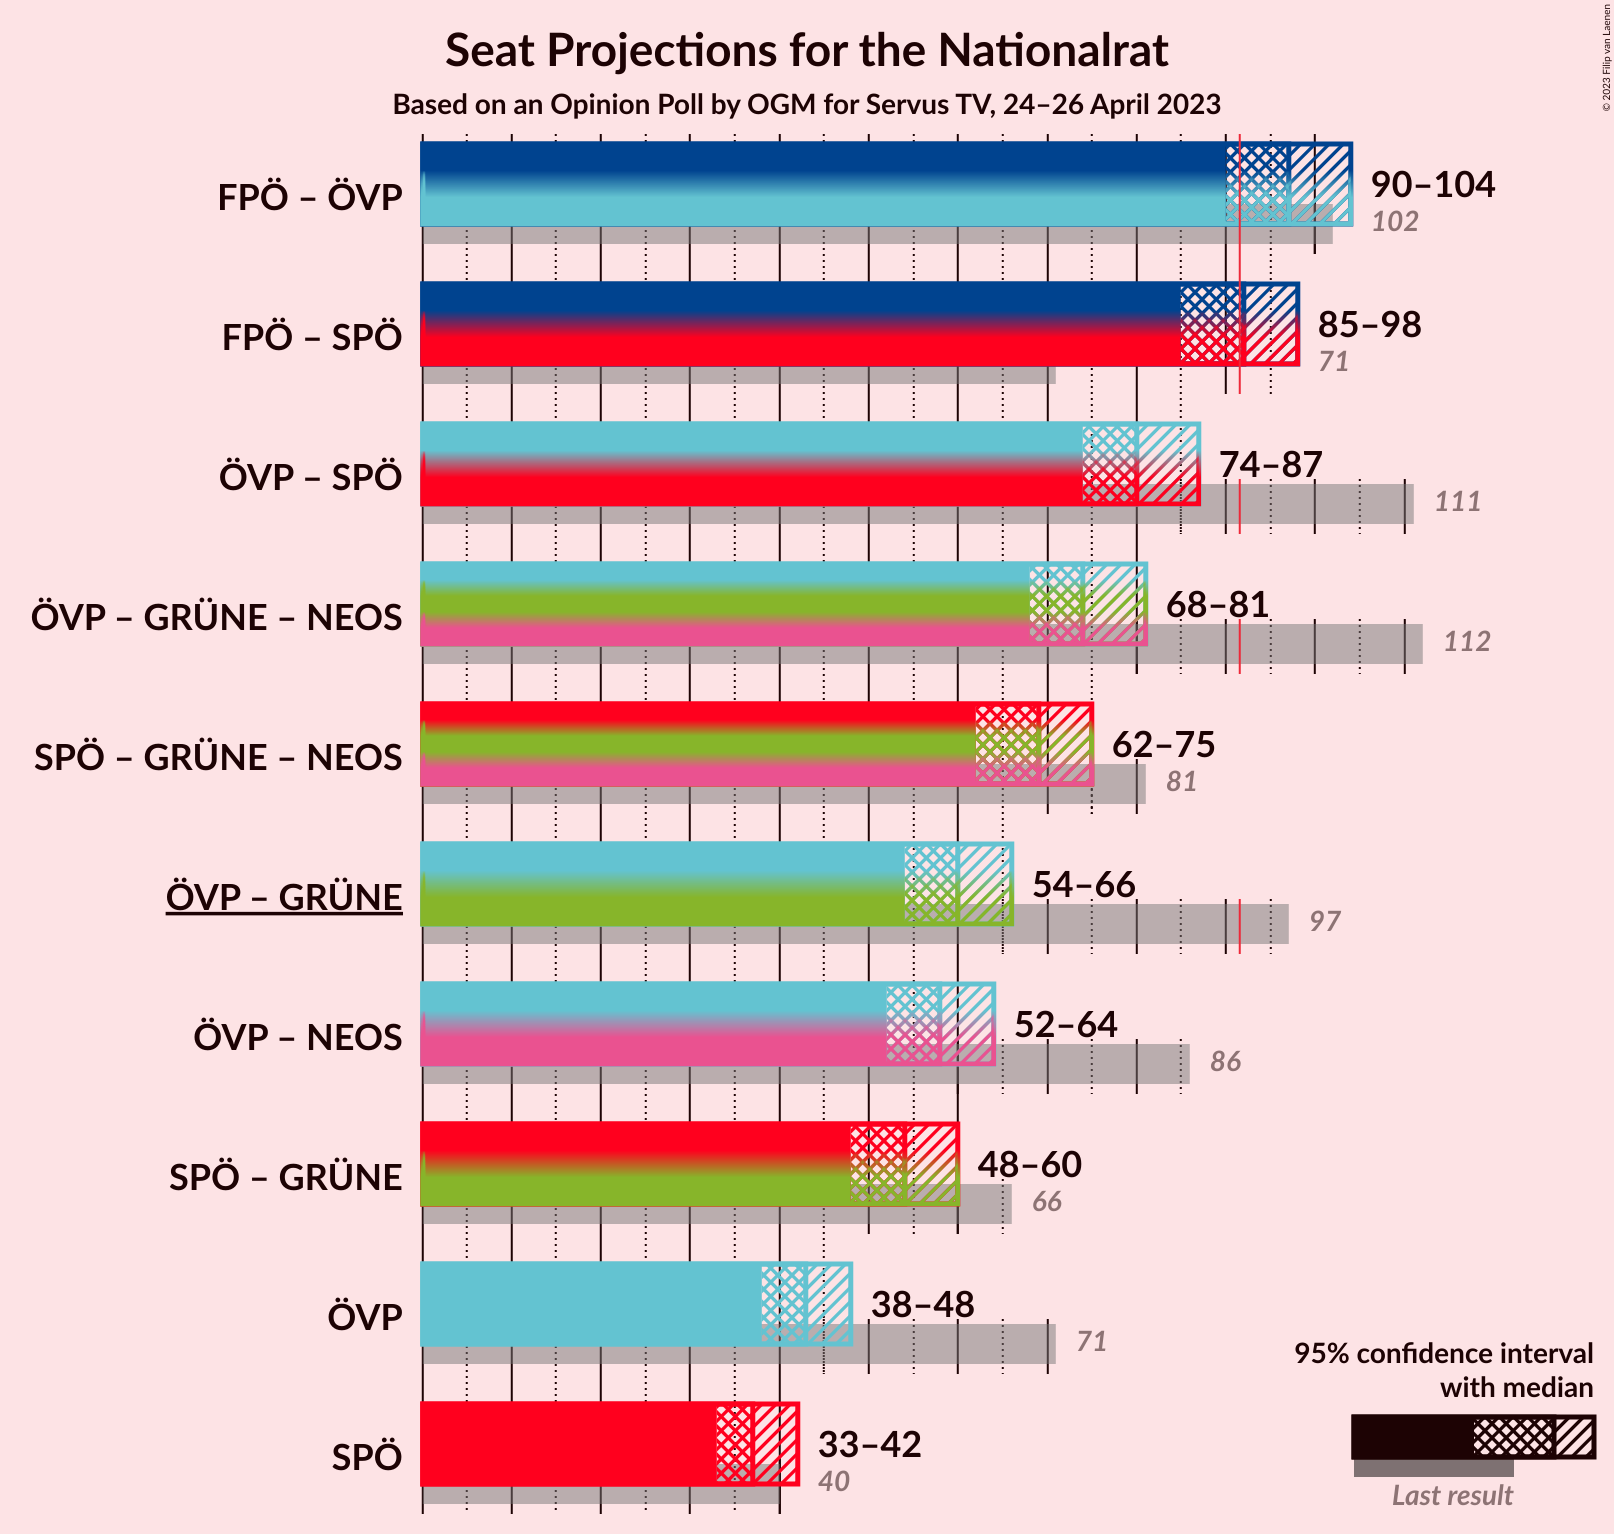 Seat Projections for the Nationalrat
Based on an Opinion Poll by OGM for Servus TV, 24–26 April 2023
© 2023 Filip van Laenen
FPÖ – ÖVP
90–104
102
FPÖ – SPÖ
85–98
71
ÖVP – SPÖ
74–87
111
ÖVP – GRÜNE – NEOS
68–81
112
SPÖ – GRÜNE – NEOS
62–75
81
ÖVP – GRÜNE
54–66
97
ÖVP – NEOS
52–64
86
SPÖ – GRÜNE
48–60
66
ÖVP
38–48
71
SPÖ
33–42
40
95% confidence interval
with median
Last result